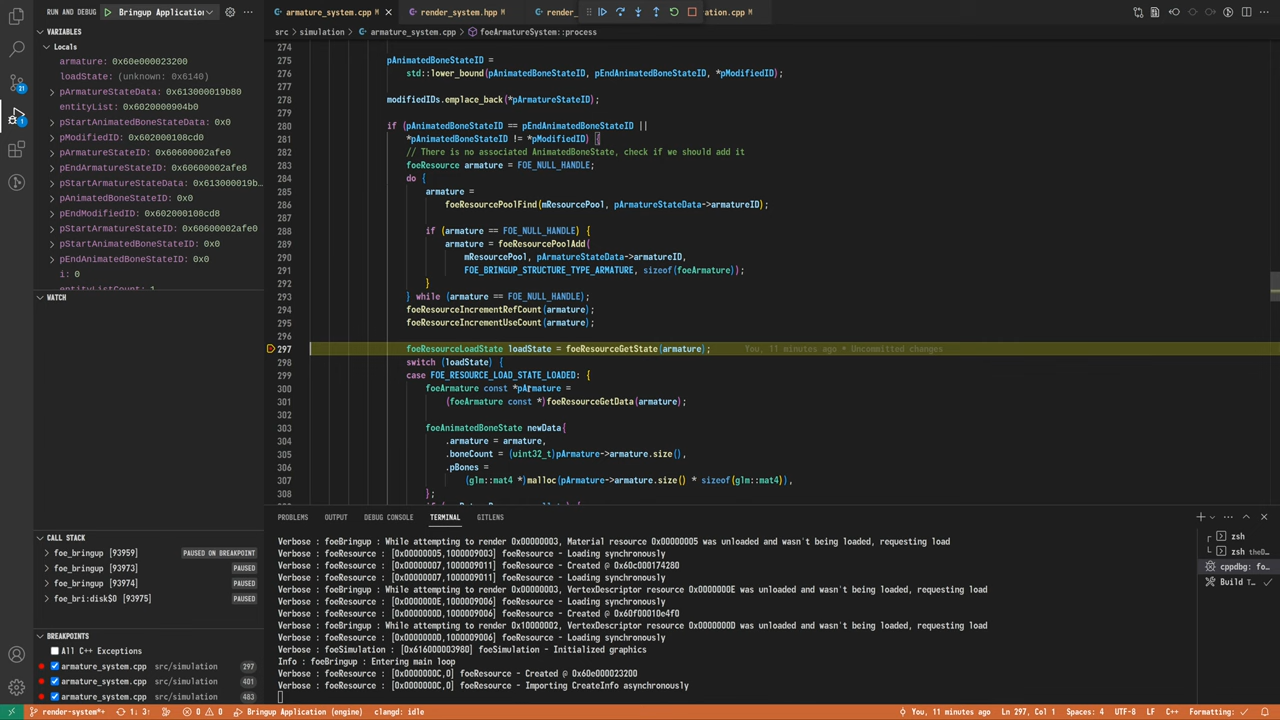 RUN AND DEBUG
Bringup Application
armature_system.cpp
render_system.hpp
render_
ration.cpp
src > simulation > armature_system.cpp > foeArmatureSystem::process
VARIABLES
Locals
armature: 0x60e000023200
loadState: (unknown: 0x6140)
pArmatureStateData: 0x613000019b80
entityList: 0x6020000904b0
pStartAnimatedBoneStateData: 0x0
pModifiedID: 0x602000108cd0
pArmatureStateID: 0x60600002afe0
pEndArmatureStateID: 0x60600002afe8
pStartArmatureStateData: 0x613000019b…
pAnimatedBoneStateID: 0x0
pEndModifiedID: 0x602000108cd8
pStartArmatureStateID: 0x60600002afe0
pStartAnimatedBoneStateID: 0x0
pEndAnimatedBoneStateID: 0x0
i: 0
entityListCount: 1
WATCH
CALL STACK
foe_bringup [93959] PAUSED ON BREAKPOINT
foe_bringup [93973] PAUSED
foe_bringup [93974] PAUSED
foe_bri:disk$0 [93975] PAUSED
BREAKPOINTS
All C++ Exceptions
armature_system.cpp src/simulation 297
armature_system.cpp src/simulation 401
armature_system.cpp src/simulation 483
21
1
274
275 pAnimatedBoneStateID =
276 std::lower_bound(pAnimatedBoneStateID, pEndAnimatedBoneStateID, *pModifiedID);
277
278 modifiedIDs.emplace_back(*pArmatureStateID);
279
280 if (pAnimatedBoneStateID == pEndAnimatedBoneStateID ||
281 *pAnimatedBoneStateID != *pModifiedID) {
282 // There is no associated AnimatedBoneState, check if we should add it
283 foeResource armature = FOE_NULL_HANDLE;
284 do {
285 armature =
286 foeResourcePoolFind(mResourcePool, pArmatureStateData->armatureID);
287
288 if (armature == FOE_NULL_HANDLE) {
289 armature = foeResourcePoolAdd(
290 mResourcePool, pArmatureStateData->armatureID,
291 FOE_BRINGUP_STRUCTURE_TYPE_ARMATURE, sizeof(foeArmature));
292 }
293 } while (armature == FOE_NULL_HANDLE);
294 foeResourceIncrementRefCount(armature);
295 foeResourceIncrementUseCount(armature);
296
297 foeResourceLoadState loadState = foeResourceGetState(armature); You, 11 minutes ago • Uncommitted changes
298 switch (loadState) {
299 case FOE_RESOURCE_LOAD_STATE_LOADED: {
300 foeArmature const *pArmature =
301 (foeArmature const *)foeResourceGetData(armature);
302
303 foeAnimatedBoneState newData{
304 .armature = armature,
305 .boneCount = (uint32_t)pArmature->armature.size(),
306 .pBones =
307 (glm::mat4 *)malloc(pArmature->armature.size() * sizeof(glm::mat4)),
308 };
PROBLEMS OUTPUT DEBUG CONSOLE TERMINAL GITLENS
Verbose : foeBringup : While attempting to render 0x00000003, Material resource 0x00000005 was unloaded and wasn't being loaded, requesting load
Verbose : foeResource : [0x00000005,1000009003] foeResource - Loading synchronously
Verbose : foeResource : [0x00000007,1000009011] foeResource - Created @ 0x60c000174280
Verbose : foeResource : [0x00000007,1000009011] foeResource - Loading synchronously
Verbose : foeBringup : While attempting to render 0x00000003, VertexDescriptor resource 0x0000000E was unloaded and wasn't being loaded, requesting load
Verbose : foeResource : [0x0000000E,1000009006] foeResource - Loading synchronously
Verbose : foeResource : [0x0000000D,1000009006] foeResource - Created @ 0x60f00010e4f0
Verbose : foeBringup : While attempting to render 0x10000002, VertexDescriptor resource 0x0000000D was unloaded and wasn't being loaded, requesting load
Verbose : foeResource : [0x0000000D,1000009006] foeResource - Loading synchronously
Verbose : foeSimulation : [0x616000003980] foeSimulation - Initialized graphics
Info : foeBringup : Entering main loop
Verbose : foeResource : [0x0000000C,0] foeResource - Created @ 0x60e000023200
Verbose : foeResource : [0x0000000C,0] foeResource - Importing CreateInfo asynchronously
zsh
zsh the0…
cppdbg: fo…
Build T…
render-system*+ 1↓ 3↑ 0 0 Bringup Application (engine) clangd: idle
You, 11 minutes ago Ln 297, Col 1 Spaces: 4 UTF-8 LF C++ Formatting: ✓